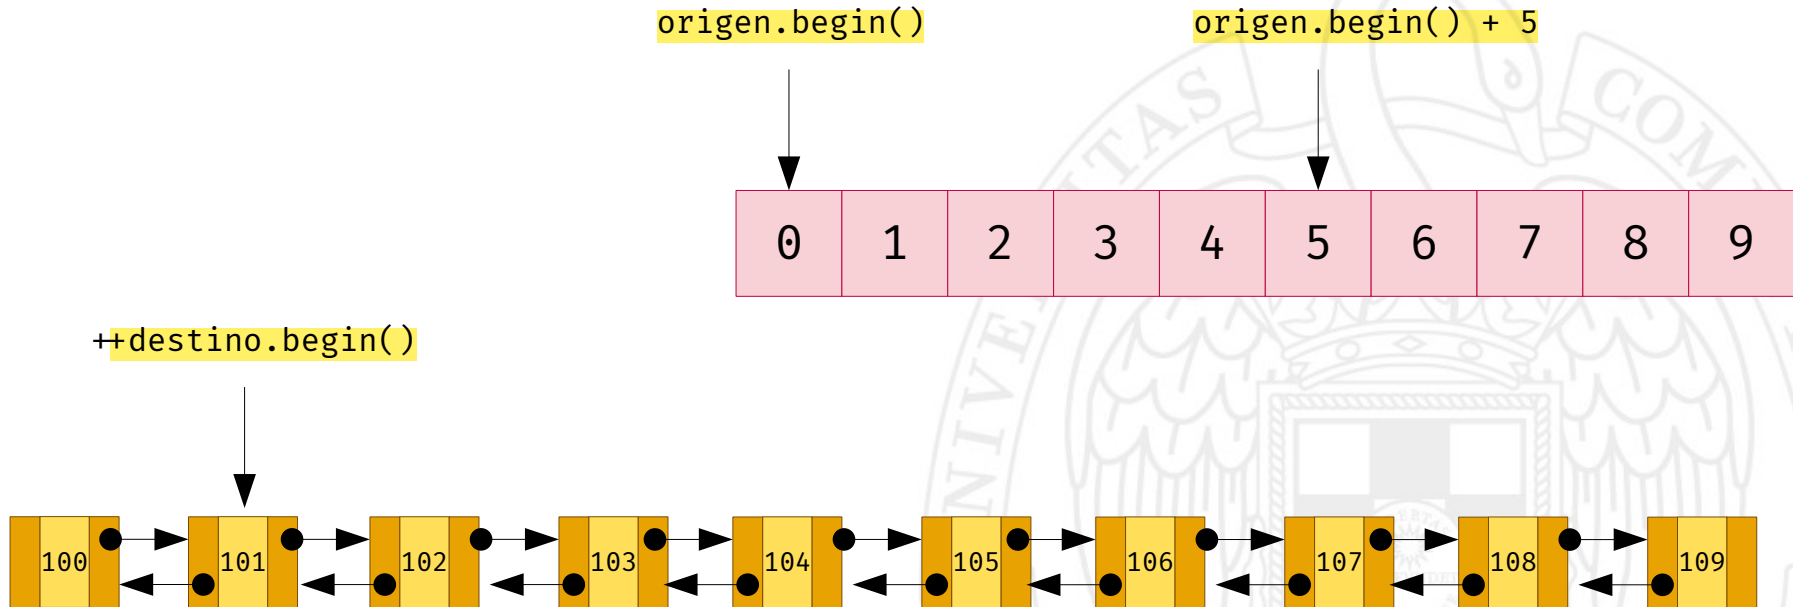 origen.begin() origen.begin() + 5
0 1 2 3 4 5 6 7 8 9
++destino.begin()
100 101 102 103 104 105 106 107 108 109